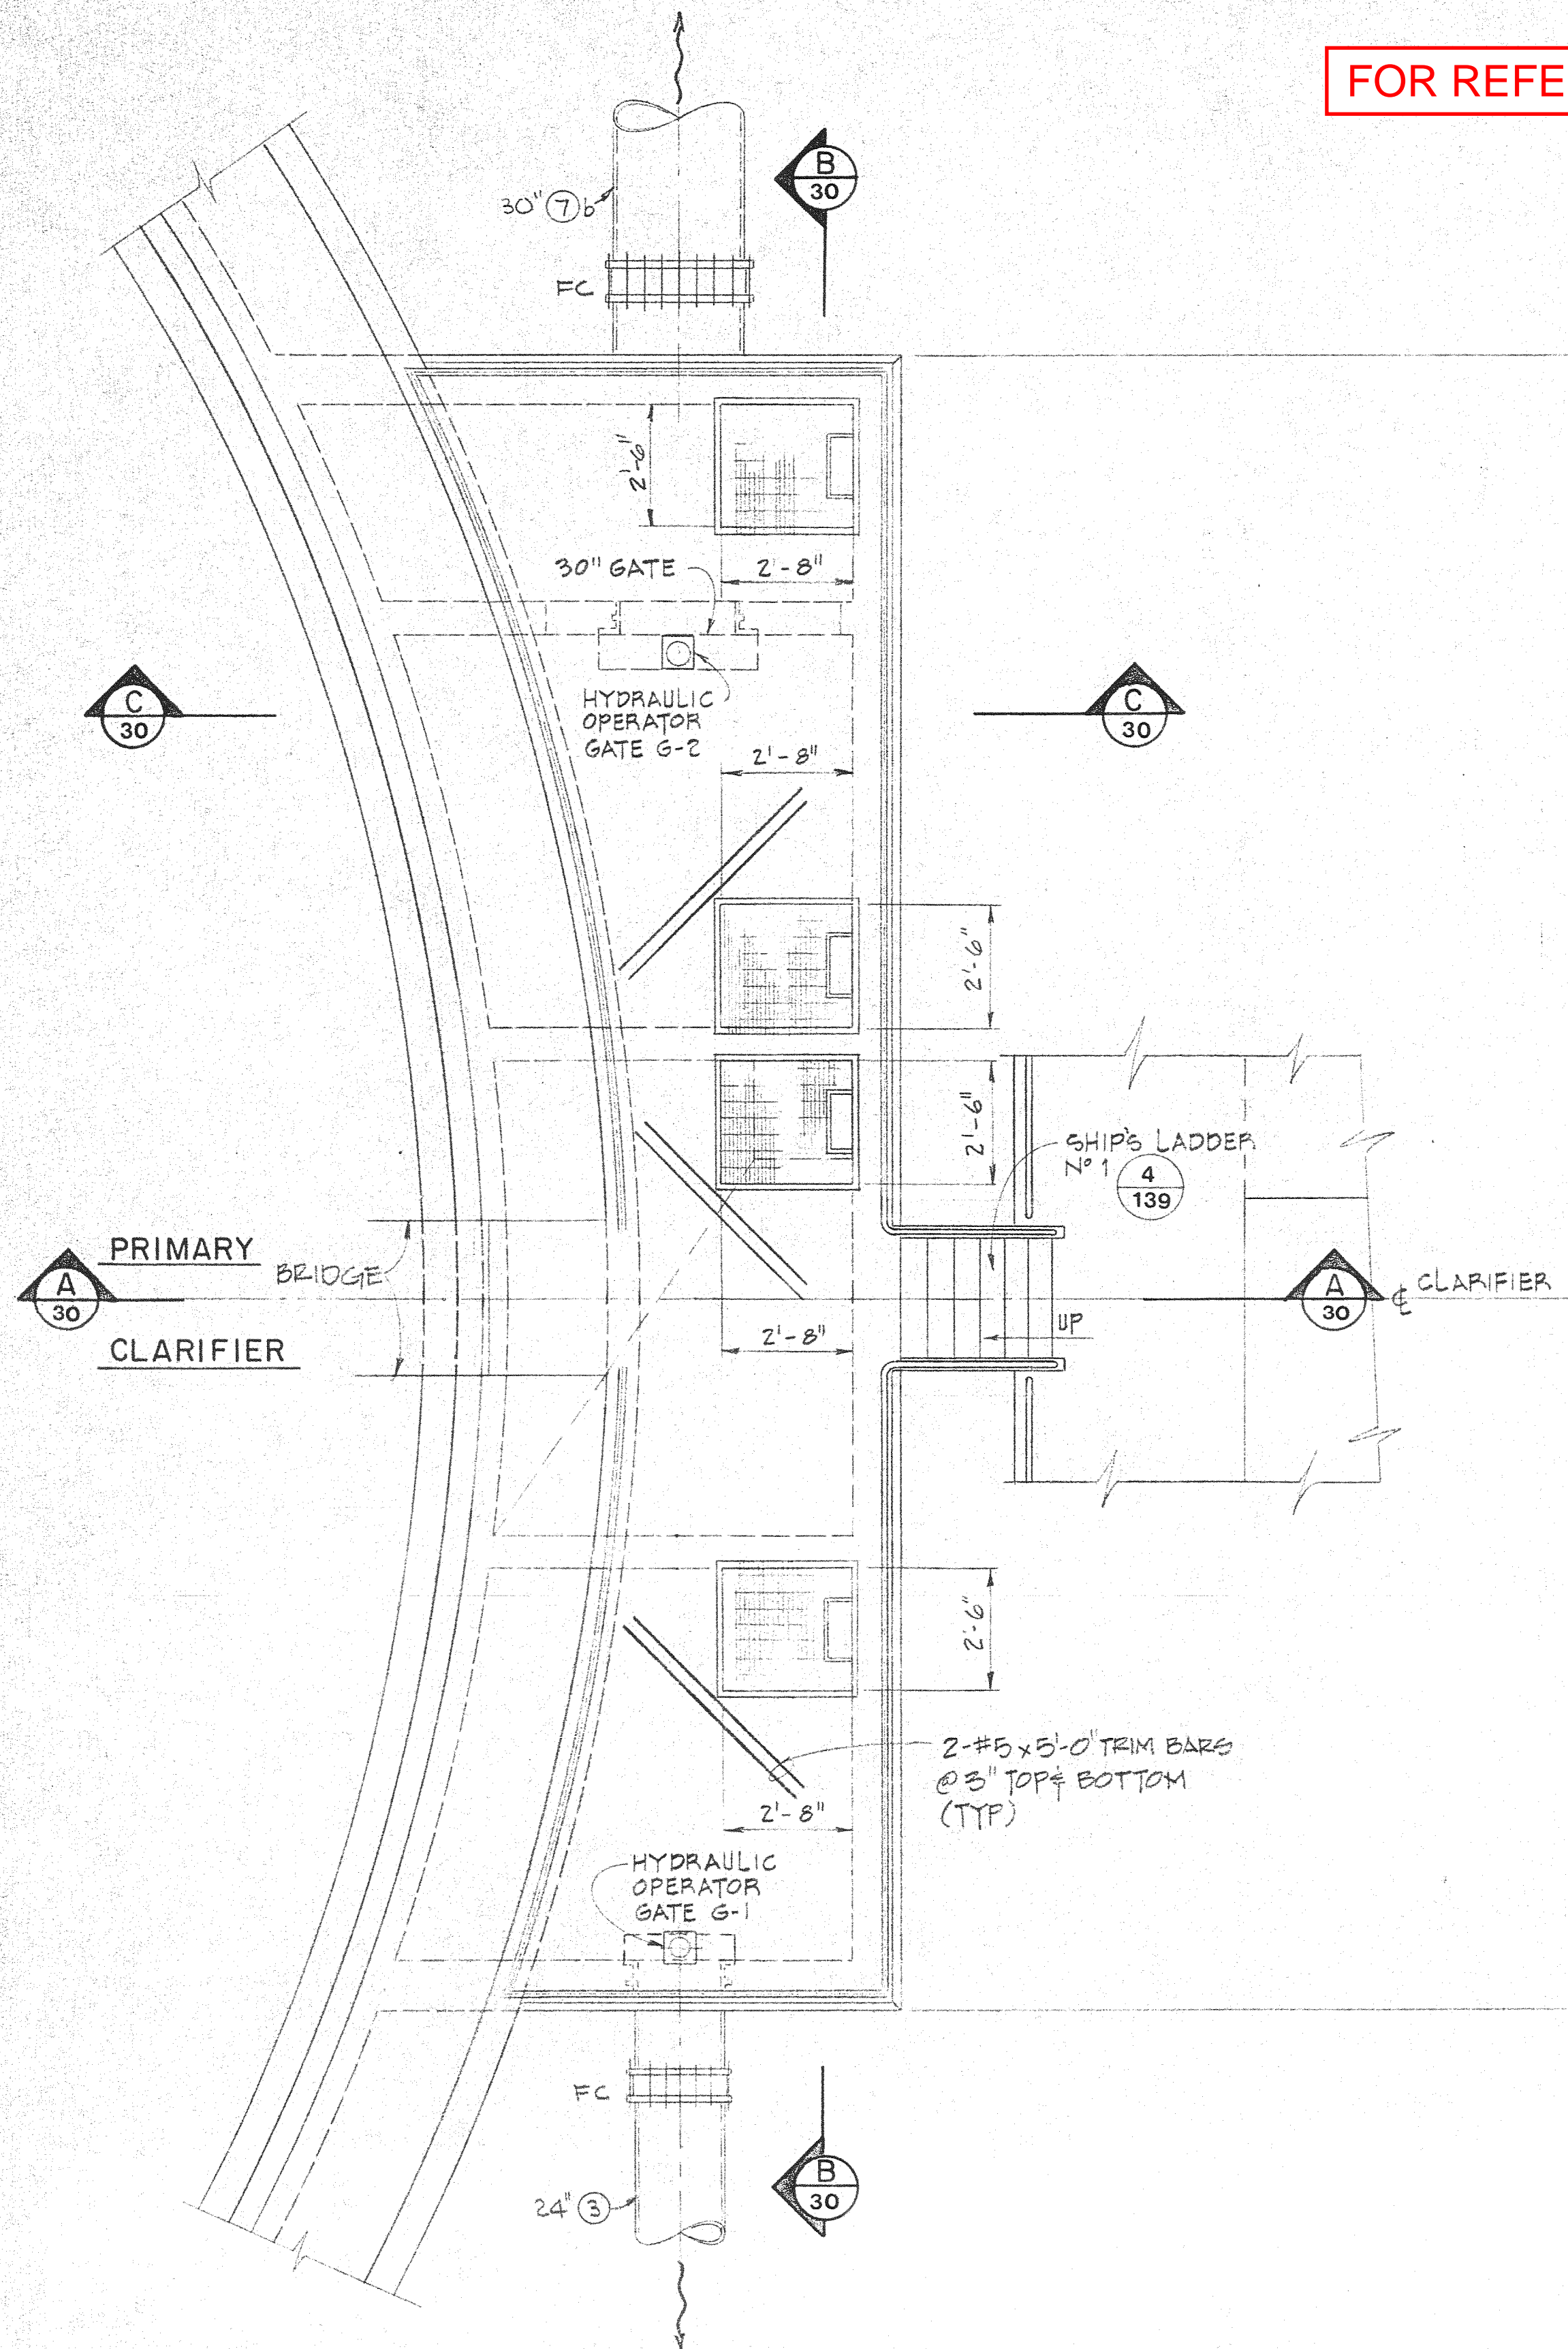 FOR REFE
B
30
30" 7 b
FC
2'-6"
30" GATE
2'-8"
C
30
HYDRAULIC
OPERATOR
GATE G-2
C
30
2'-8"
2'-6"
2'-6"
SHIP'S LADDER
Nº 1
4
139
PRIMARY
BRIDGE
A
30
CLARIFIER
A
30
℄ CLARIFIER
UP
2'-8"
2'-6"
2-#5 x 5'-0" TRIM BARS
@ 3" TOP & BOTTOM
(TYP)
2'-8"
HYDRAULIC
OPERATOR
GATE G-1
FC
24" 3
B
30